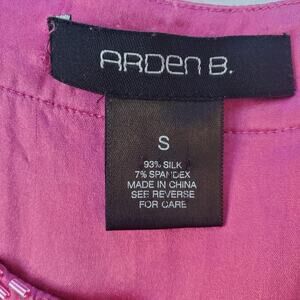 ARDEN B.
S
93% SILK
7% SPANDEX
MADE IN CHINA
SEE REVERSE
FOR CARE